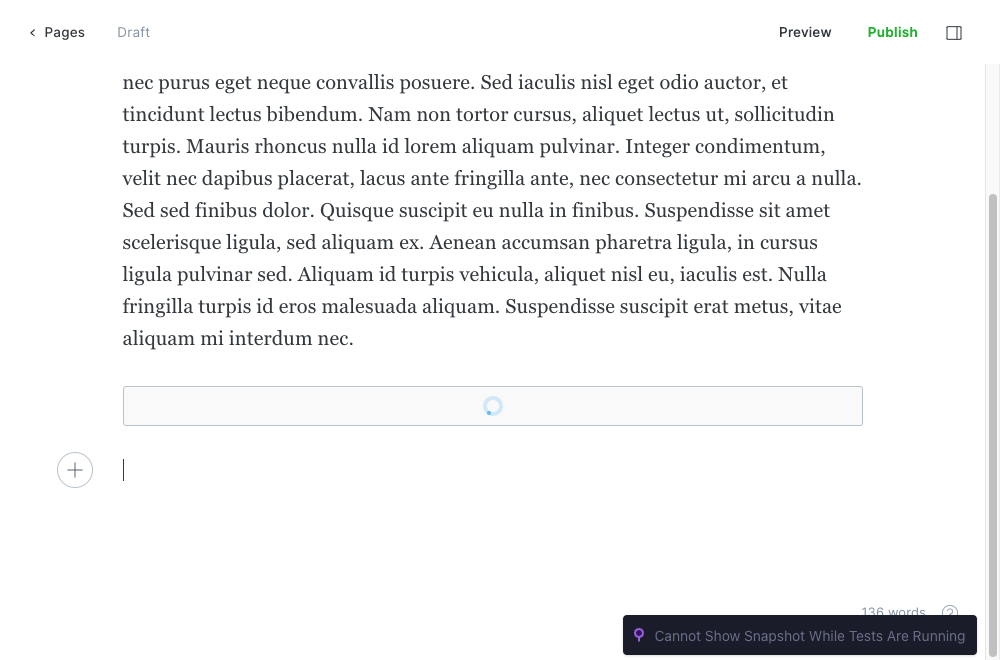 Pages
Draft
Preview
Publish
nec purus eget neque convallis posuere. Sed iaculis nisl eget odio auctor, et
tincidunt lectus bibendum. Nam non tortor cursus, aliquet lectus ut, sollicitudin
turpis. Mauris rhoncus nulla id lorem aliquam pulvinar. Integer condimentum,
velit nec dapibus placerat, lacus ante fringilla ante, nec consectetur mi arcu a nulla.
Sed sed finibus dolor. Quisque suscipit eu nulla in finibus. Suspendisse sit amet
scelerisque ligula, sed aliquam ex. Aenean accumsan pharetra ligula, in cursus
ligula pulvinar sed. Aliquam id turpis vehicula, aliquet nisl eu, iaculis est. Nulla
fringilla turpis id eros malesuada aliquam. Suspendisse suscipit erat metus, vitae
aliquam mi interdum nec.
136 words
Cannot Show Snapshot While Tests Are Running